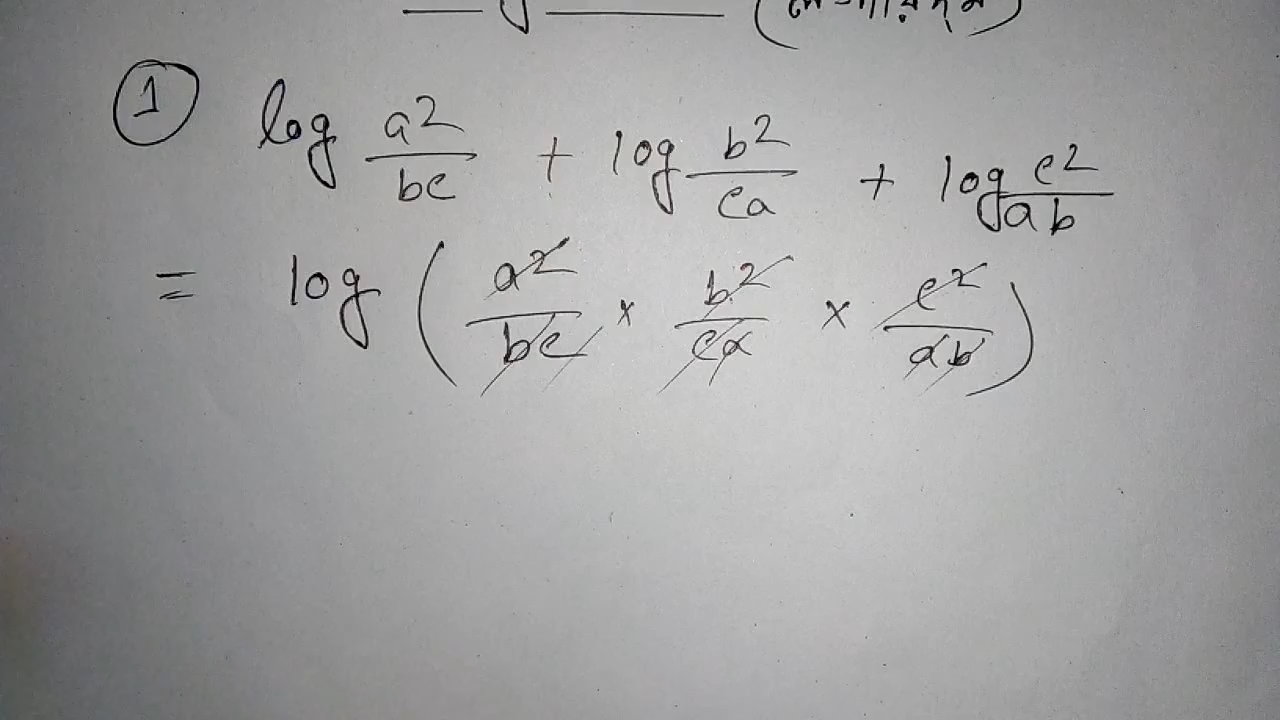 ① log a²/bc + log b²/ca + log c²/ab
= log (a²/bc × b²/ca × c²/ab)